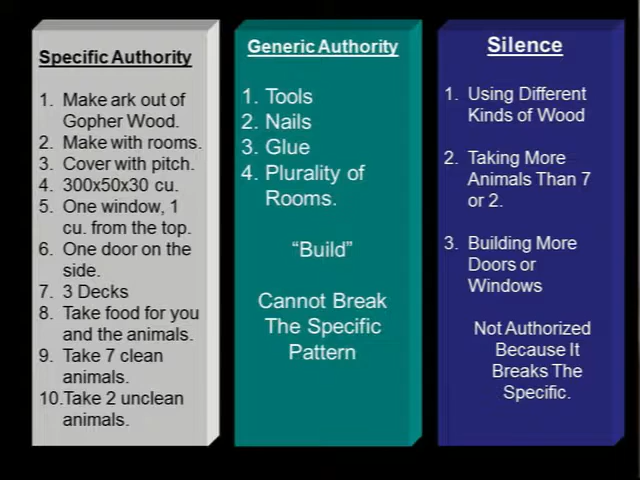 Specific Authority
1. Make ark out of
Gopher Wood.
2. Make with rooms.
3. Cover with pitch.
4. 300x50x30 cu.
5. One window, 1
cu. from the top.
6. One door on the
side.
7. 3 Decks
8. Take food for you
and the animals.
9. Take 7 clean
animals.
10.Take 2 unclean
animals.
Generic Authority
1. Tools
2. Nails
3. Glue
4. Plurality of
Rooms.
“Build”
Cannot Break
The Specific
Pattern
Silence
1. Using Different
Kinds of Wood
2. Taking More
Animals Than 7
or 2.
3. Building More
Doors or
Windows
Not Authorized
Because It
Breaks The
Specific.